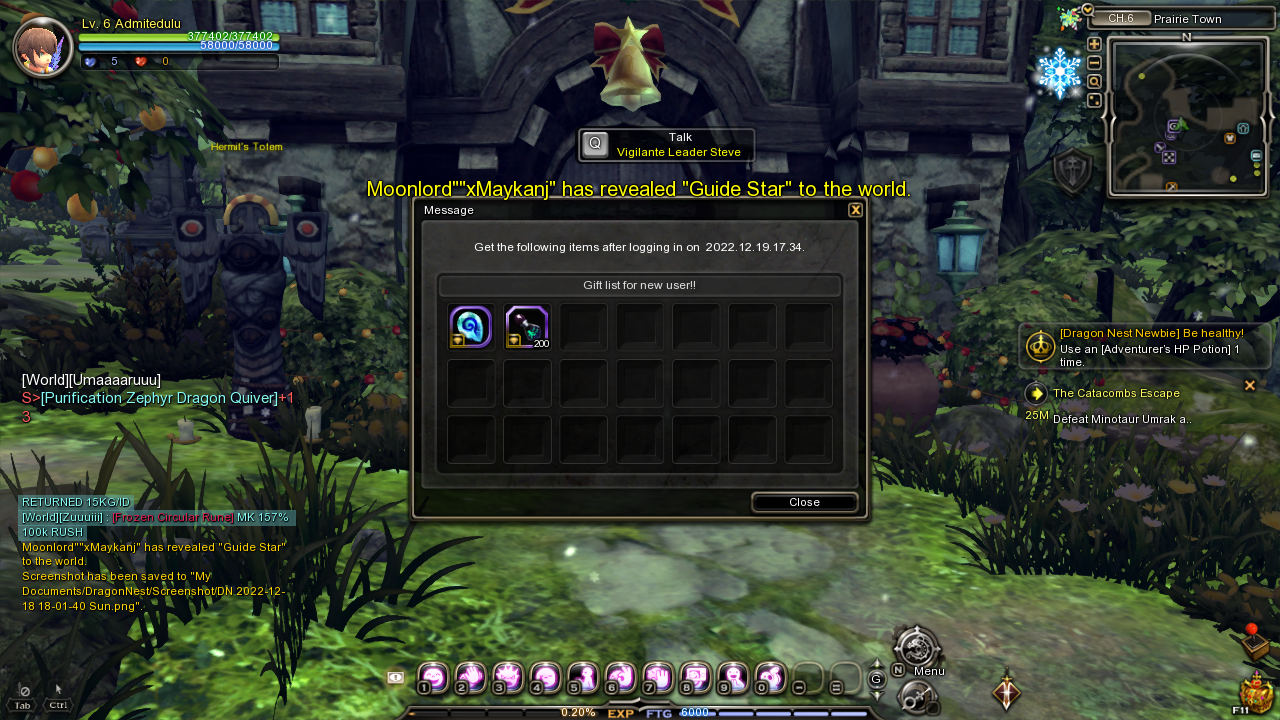 Lv. 6 Admitedulu
377402/377402
58000/58000
5 0
CH.6 Prairie Town
N
Hermit's Totem
Q
Talk
Vigilante Leader Steve
Moonlord""xMaykanj" has revealed "Guide Star" to the world.
Message
Get the following items after logging in on 2022.12.19.17.34.
Gift list for new user!!
200
Close
[Dragon Nest Newbie] Be healthy!
Use an [Adventurer's HP Potion] 1
time.
The Catacombs Escape
25M Defeat Minotaur Umrak a..
[World][Umaaaruuu]
S>[Purification Zephyr Dragon Quiver]+1
3
RETURNED 15KG/ID
[World][Zuuuiii] : [Frozen Circular Rune] MK 157%
100k RUSH
Moonlord""xMaykanj" has revealed "Guide Star"
to the world.
Screenshot has been saved to "My
Documents/DragonNest/Screenshot/DN 2022-12-
18 18-01-40 Sun.png".
Tab Ctrl
1 2 3 4 5 6 7 8 9 0 - =
G
N Menu
0.20% EXP FTG 6000
F11